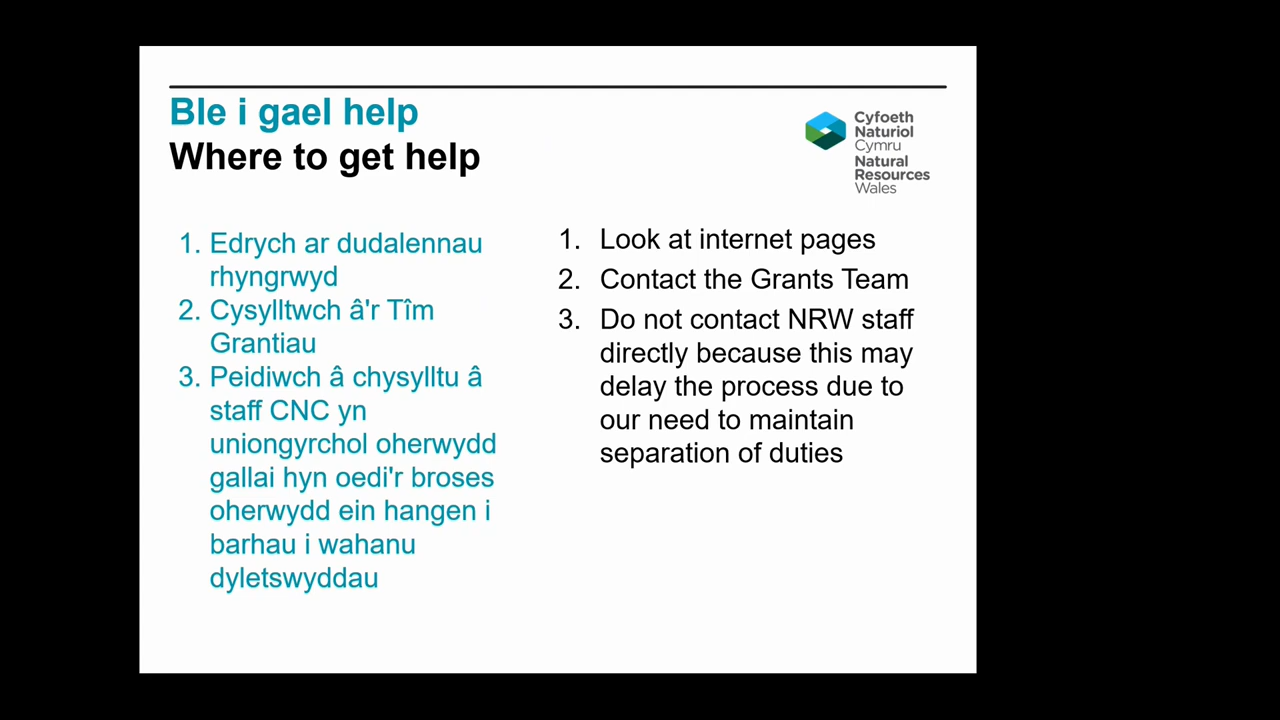 Ble i gael help
Where to get help
Cyfoeth
Naturiol
Cymru
Natural
Resources
Wales
1. Edrych ar dudalennau
rhyngrwyd
2. Cysylltwch â'r Tîm
Grantiau
3. Peidiwch â chysylltu â
staff CNC yn
uniongyrchol oherwydd
gallai hyn oedi'r broses
oherwydd ein hangen i
barhau i wahanu
dyletswyddau
1. Look at internet pages
2. Contact the Grants Team
3. Do not contact NRW staff
directly because this may
delay the process due to
our need to maintain
separation of duties